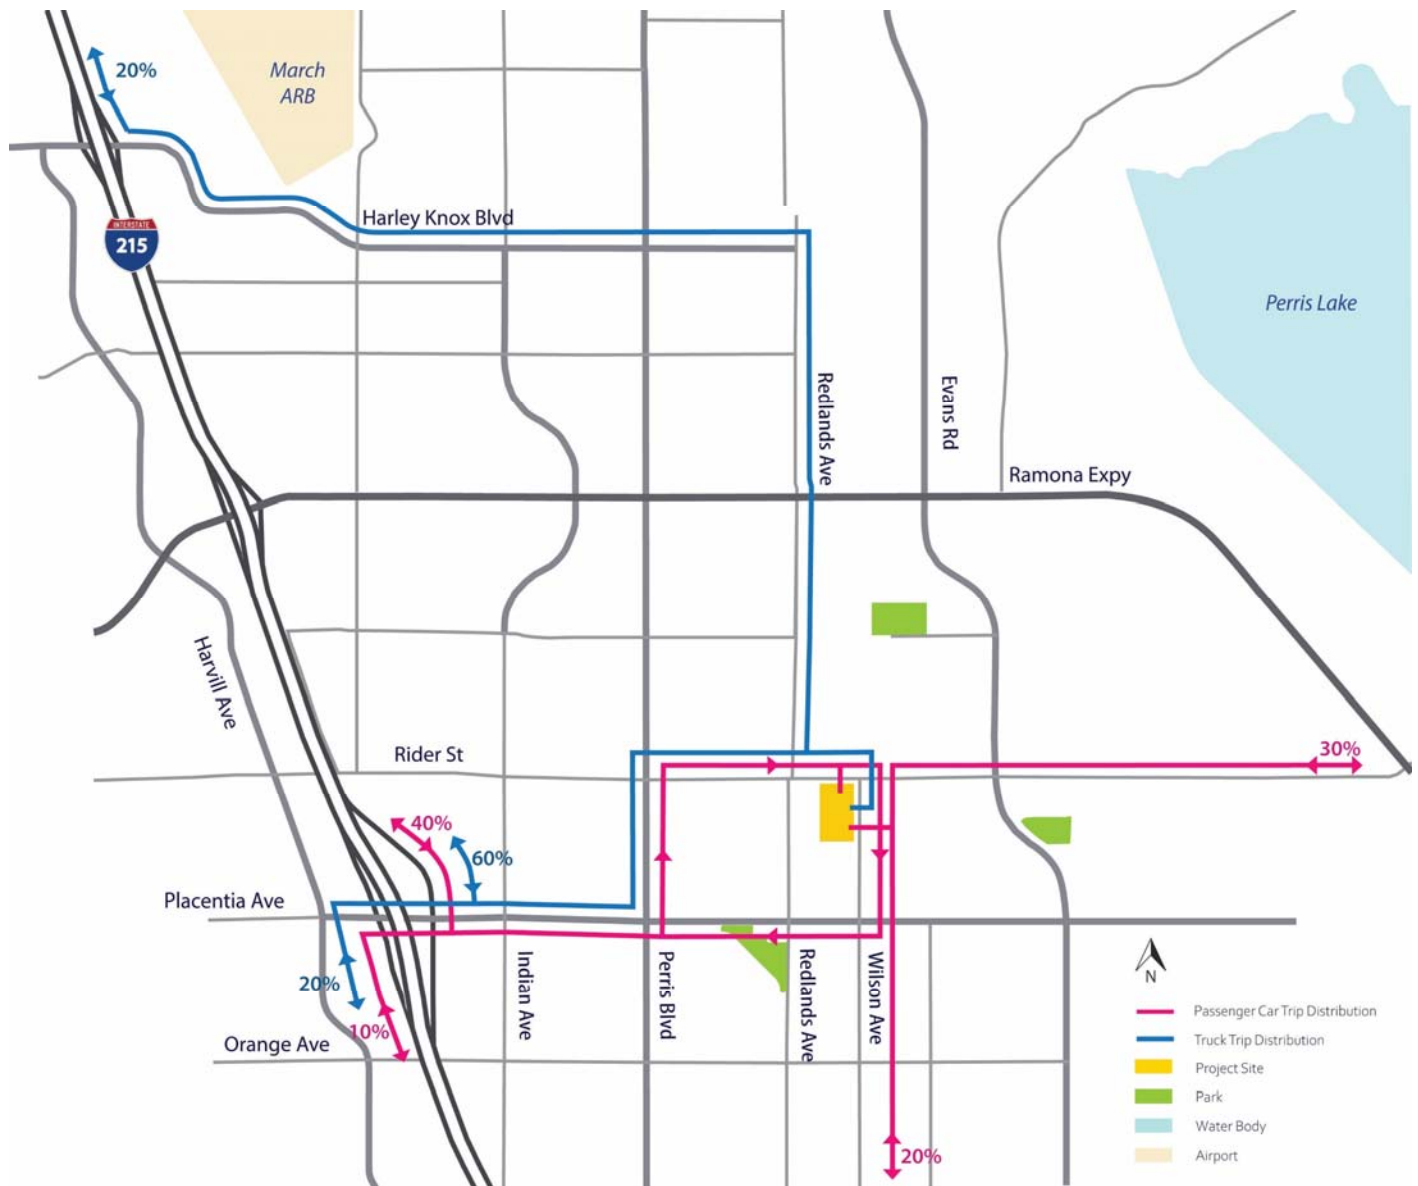 20%
March
ARB
Harley Knox Blvd
INTERSTATE
215
Perris Lake
Redlands Ave
Evans Rd
Ramona Expy
Harvill Ave
Rider St
30%
40%
60%
Placentia Ave
20%
10%
Orange Ave
Indian Ave
Perris Blvd
Redlands Ave
Wilson Ave
20%
N
Passenger Car Trip Distribution
Truck Trip Distribution
Project Site
Park
Water Body
Airport